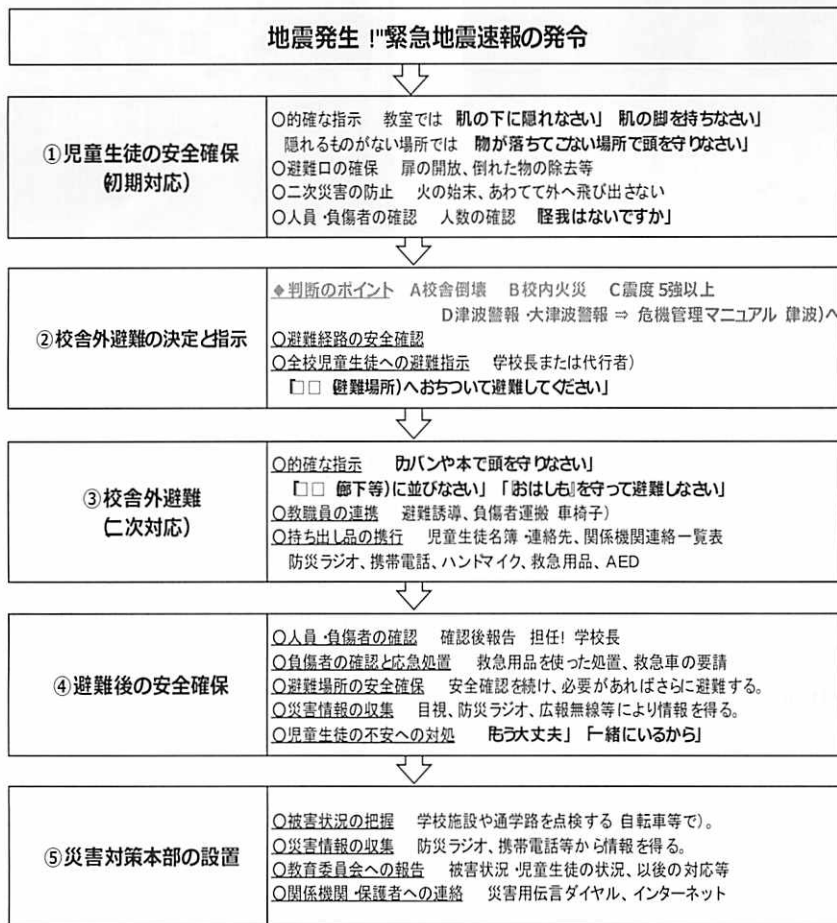 地震発生 !"緊急地震速報の発令
①児童生徒の安全確保
(初期対応)
〇的確な指示 教室では 「机の下に隠れなさい」 「机の脚を持ちなさい」
隠れるものがない場所では 「物が落ちてこない場所で頭を守りなさい」
〇避難口の確保 扉の開放、倒れた物の除去等
〇二次災害の防止 火の始末、あわてて外へ飛び出さない
〇人員・負傷者の確認 人数の確認 「怪我はないですか」
②校舎外避難の決定と指示
◆判断のポイント A校舎倒壊 B校内火災 C震度5強以上
D津波警報・大津波警報 ⇒ 危機管理マニュアル (津波)へ
〇避難経路の安全確認
〇全校児童生徒への避難指示 学校長または代行者)
「□□ (避難場所)へおちついて避難してください」
③校舎外避難
(二次対応)
〇的確な指示 「カバンや本で頭を守りなさい」
「□□ (廊下等)に並びなさい」 「『おはしも』を守って避難しなさい」
〇教職員の連携 避難誘導、負傷者運搬 車椅子)
〇持ち出し品の携行 児童生徒名簿・連絡先、関係機関連絡一覧表
防災ラジオ、携帯電話、ハンドマイク、救急用品、AED
④避難後の安全確保
〇人員・負傷者の確認 確認後報告 担任! 学校長
〇負傷者の確認と応急処置 救急用品を使った処置、救急車の要請
〇避難場所の安全確保 安全確認を続け、必要があればさらに避難する。
〇災害情報の収集 目視、防災ラジオ、広報無線等により情報を得る。
〇児童生徒の不安への対処 「もう大丈夫」 「一緒にいるから」
⑤災害対策本部の設置
〇被害状況の把握 学校施設や通学路を点検する 自転車等で)。
〇災害情報の収集 防災ラジオ、携帯電話等から情報を得る。
〇教育委員会への報告 被害状況・児童生徒の状況、以後の対応等
〇関係機関・保護者への連絡 災害用伝言ダイヤル、インターネット